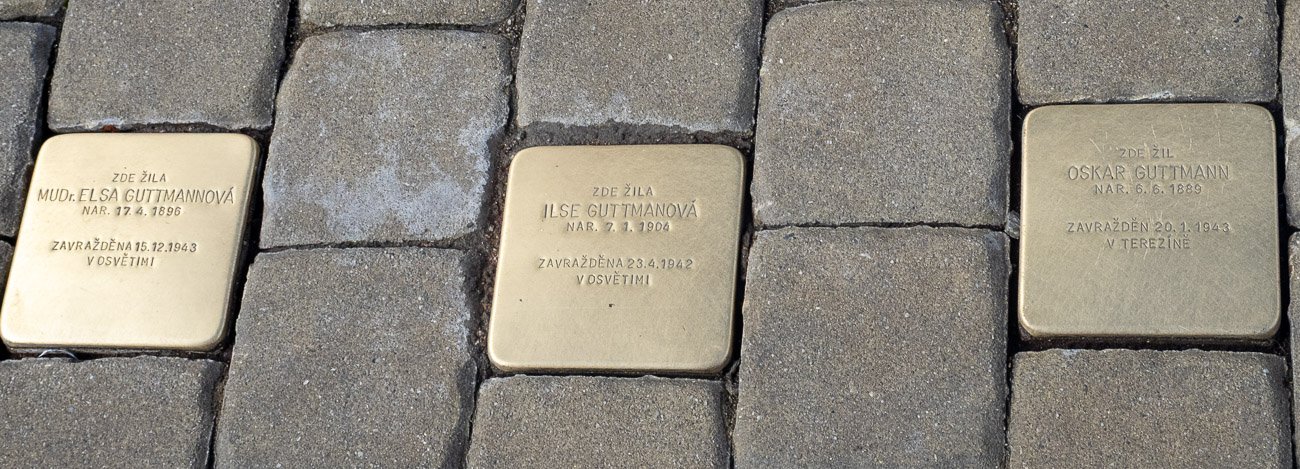 ZDE ŽILA
MUDr. ELSA GUTTMANNOVÁ
NAR. 17. 4. 1896
ZAVRAŽDĚNA 15.12.1943
V OSVĚTIMI
ZDE ŽILA
ILSE GUTTMANOVÁ
NAR. 7. 1. 1904
ZAVRAŽDĚNA 23.4.1942
V OSVĚTIMI
ZDE ŽIL
OSKAR GUTTMANN
NAR. 6. 6. 1889
ZAVRAŽDĚN 20.1.1943
V TEREZÍNĚ